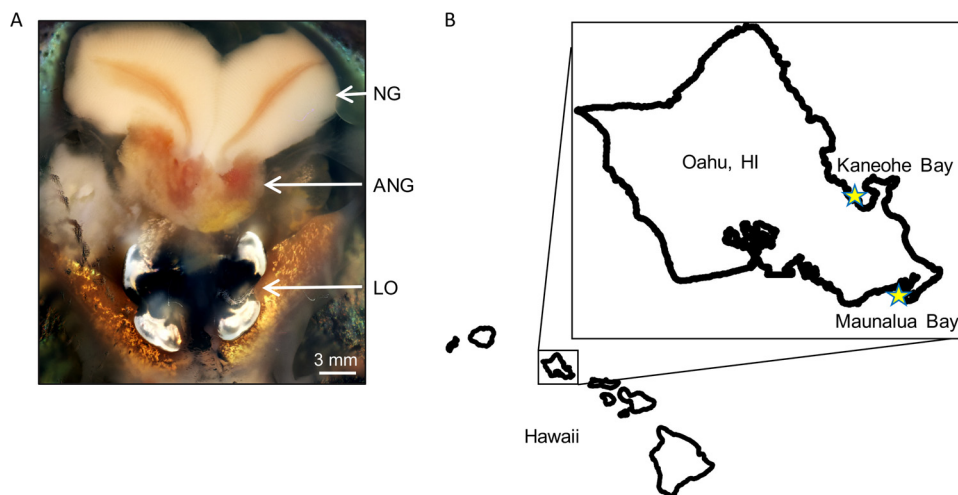 A
NG
ANG
LO
3 mm
B
Oahu, HI
Kaneohe Bay
Maunalua Bay
Hawaii